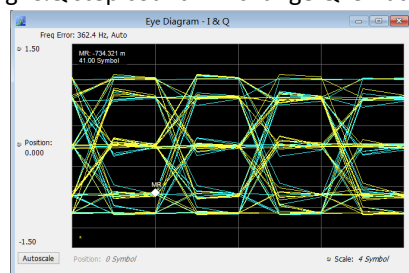 Eye Diagram - I & Q
Freq Error: 362.4 Hz, Auto
1.50
MR: -734.321 m
41.00 Symbol
Position:
0.000
MR
-1.50
Autoscale
Position: 0 Symbol
Scale: 4 Symbol